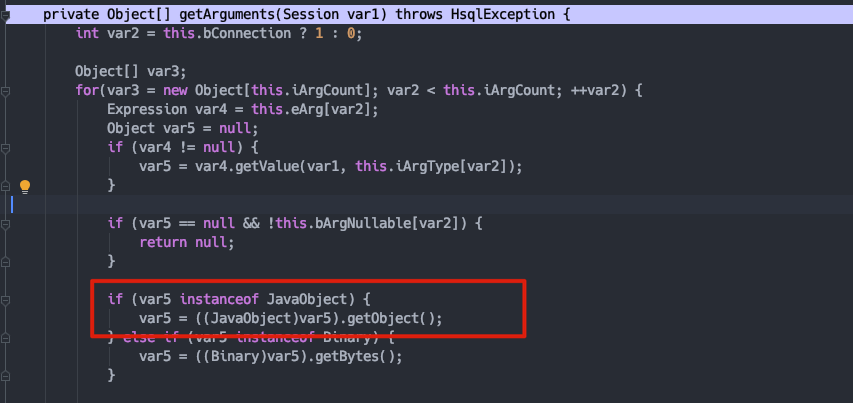 private Object[] getArguments(Session var1) throws HsqlException {
int var2 = this.bConnection ? 1 : 0;
Object[] var3;
for(var3 = new Object[this.iArgCount]; var2 < this.iArgCount; ++var2) {
Expression var4 = this.eArg[var2];
Object var5 = null;
if (var4 != null) {
var5 = var4.getValue(var1, this.iArgType[var2]);
}
if (var5 == null && !this.bArgNullable[var2]) {
return null;
}
if (var5 instanceof JavaObject) {
var5 = ((JavaObject)var5).getObject();
} else if (var5 instanceof Binary) {
var5 = ((Binary)var5).getBytes();
}